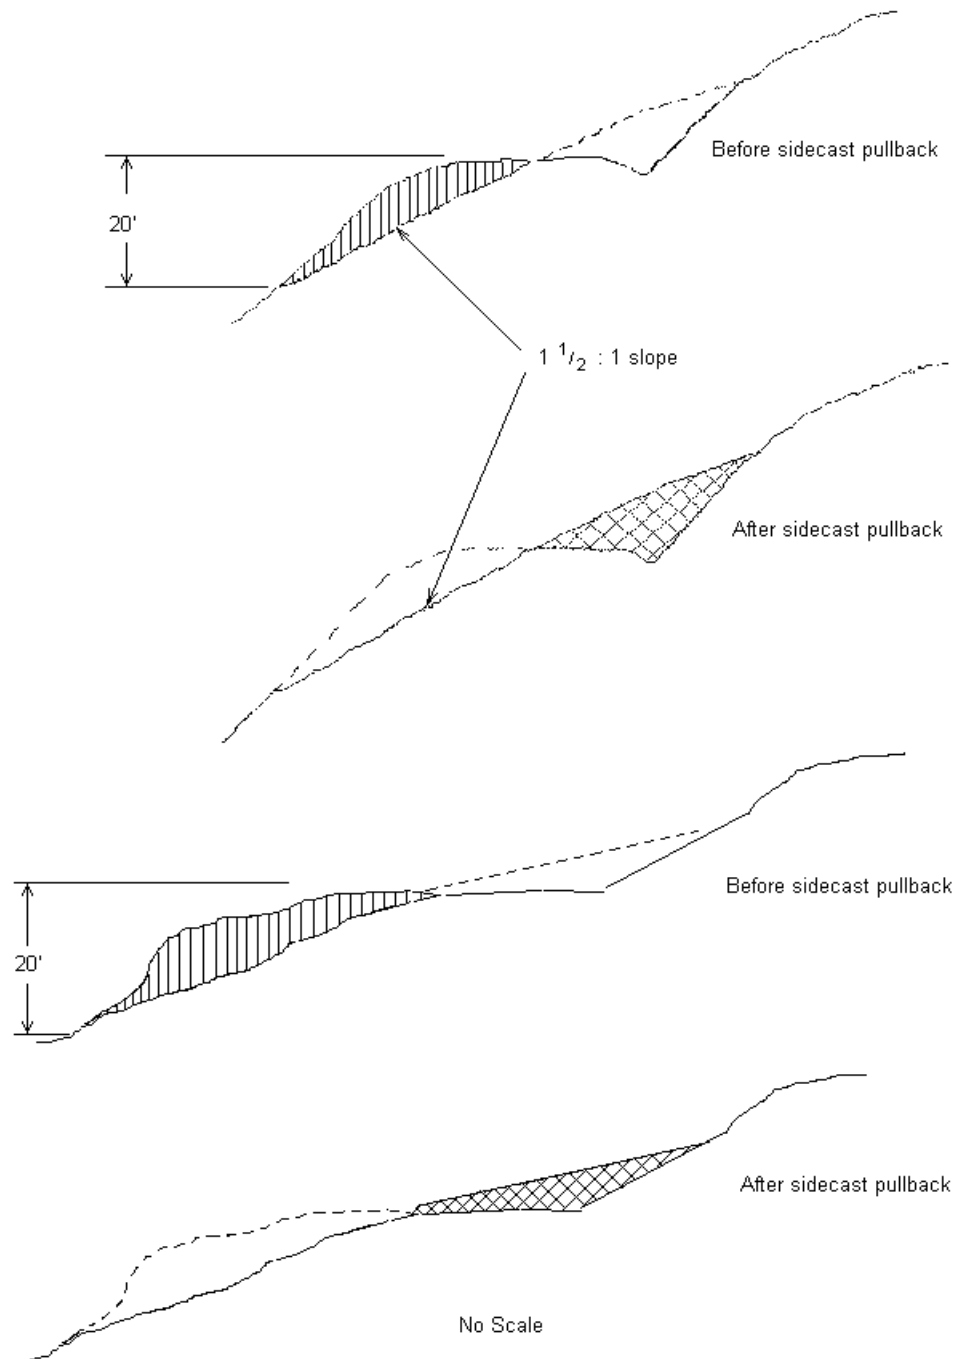 Before sidecast pullback
20'
1 1/2 : 1 slope
After sidecast pullback
Before sidecast pullback
20'
After sidecast pullback
No Scale